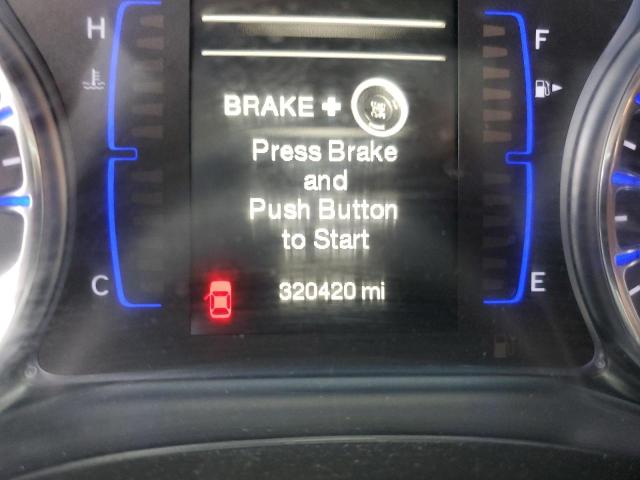 H
F
BRAKE +
Press Brake
and
Push Button
to Start
C
E
320420 mi